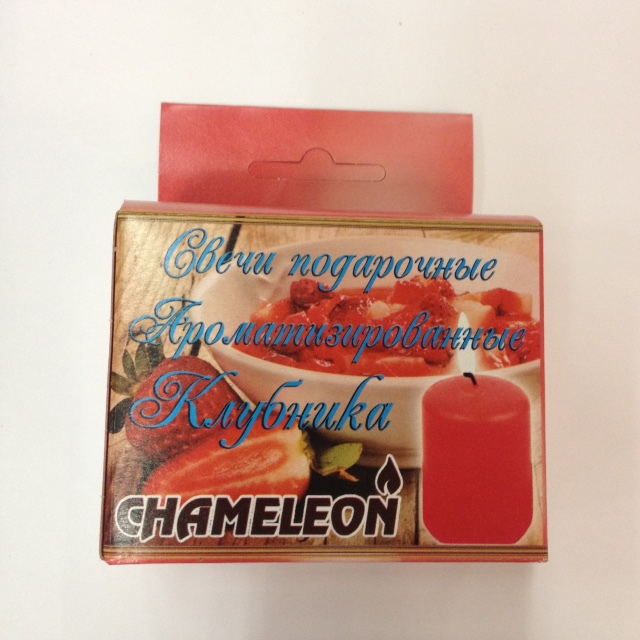 Свечи подарочные
Ароматизированные
Клубника
CHAMELEON